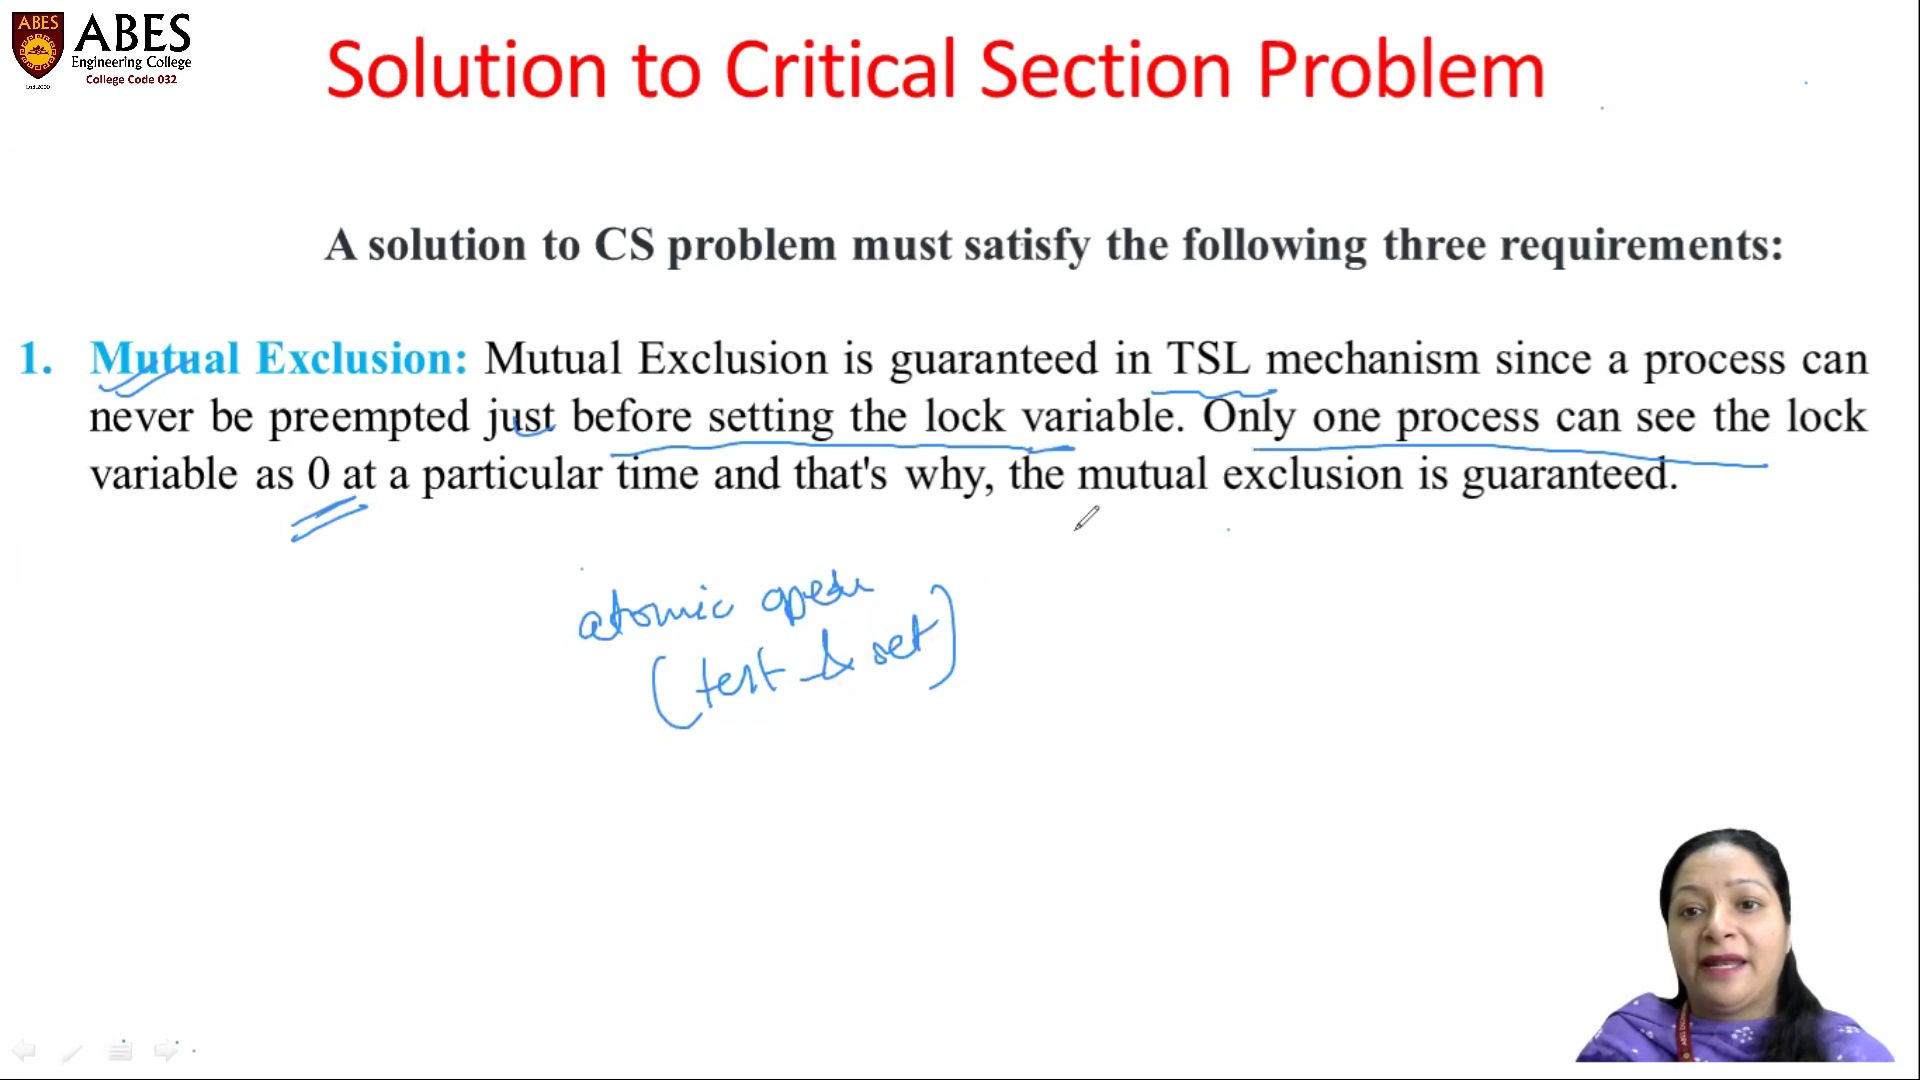 ABES
ABES
Engineering College
College Code 032
Solution to Critical Section Problem
A solution to CS problem must satisfy the following three requirements:
1. Mutual Exclusion: Mutual Exclusion is guaranteed in TSL mechanism since a process can
never be preempted just before setting the lock variable. Only one process can see the lock
variable as 0 at a particular time and that's why, the mutual exclusion is guaranteed.
atomic
(test & set)